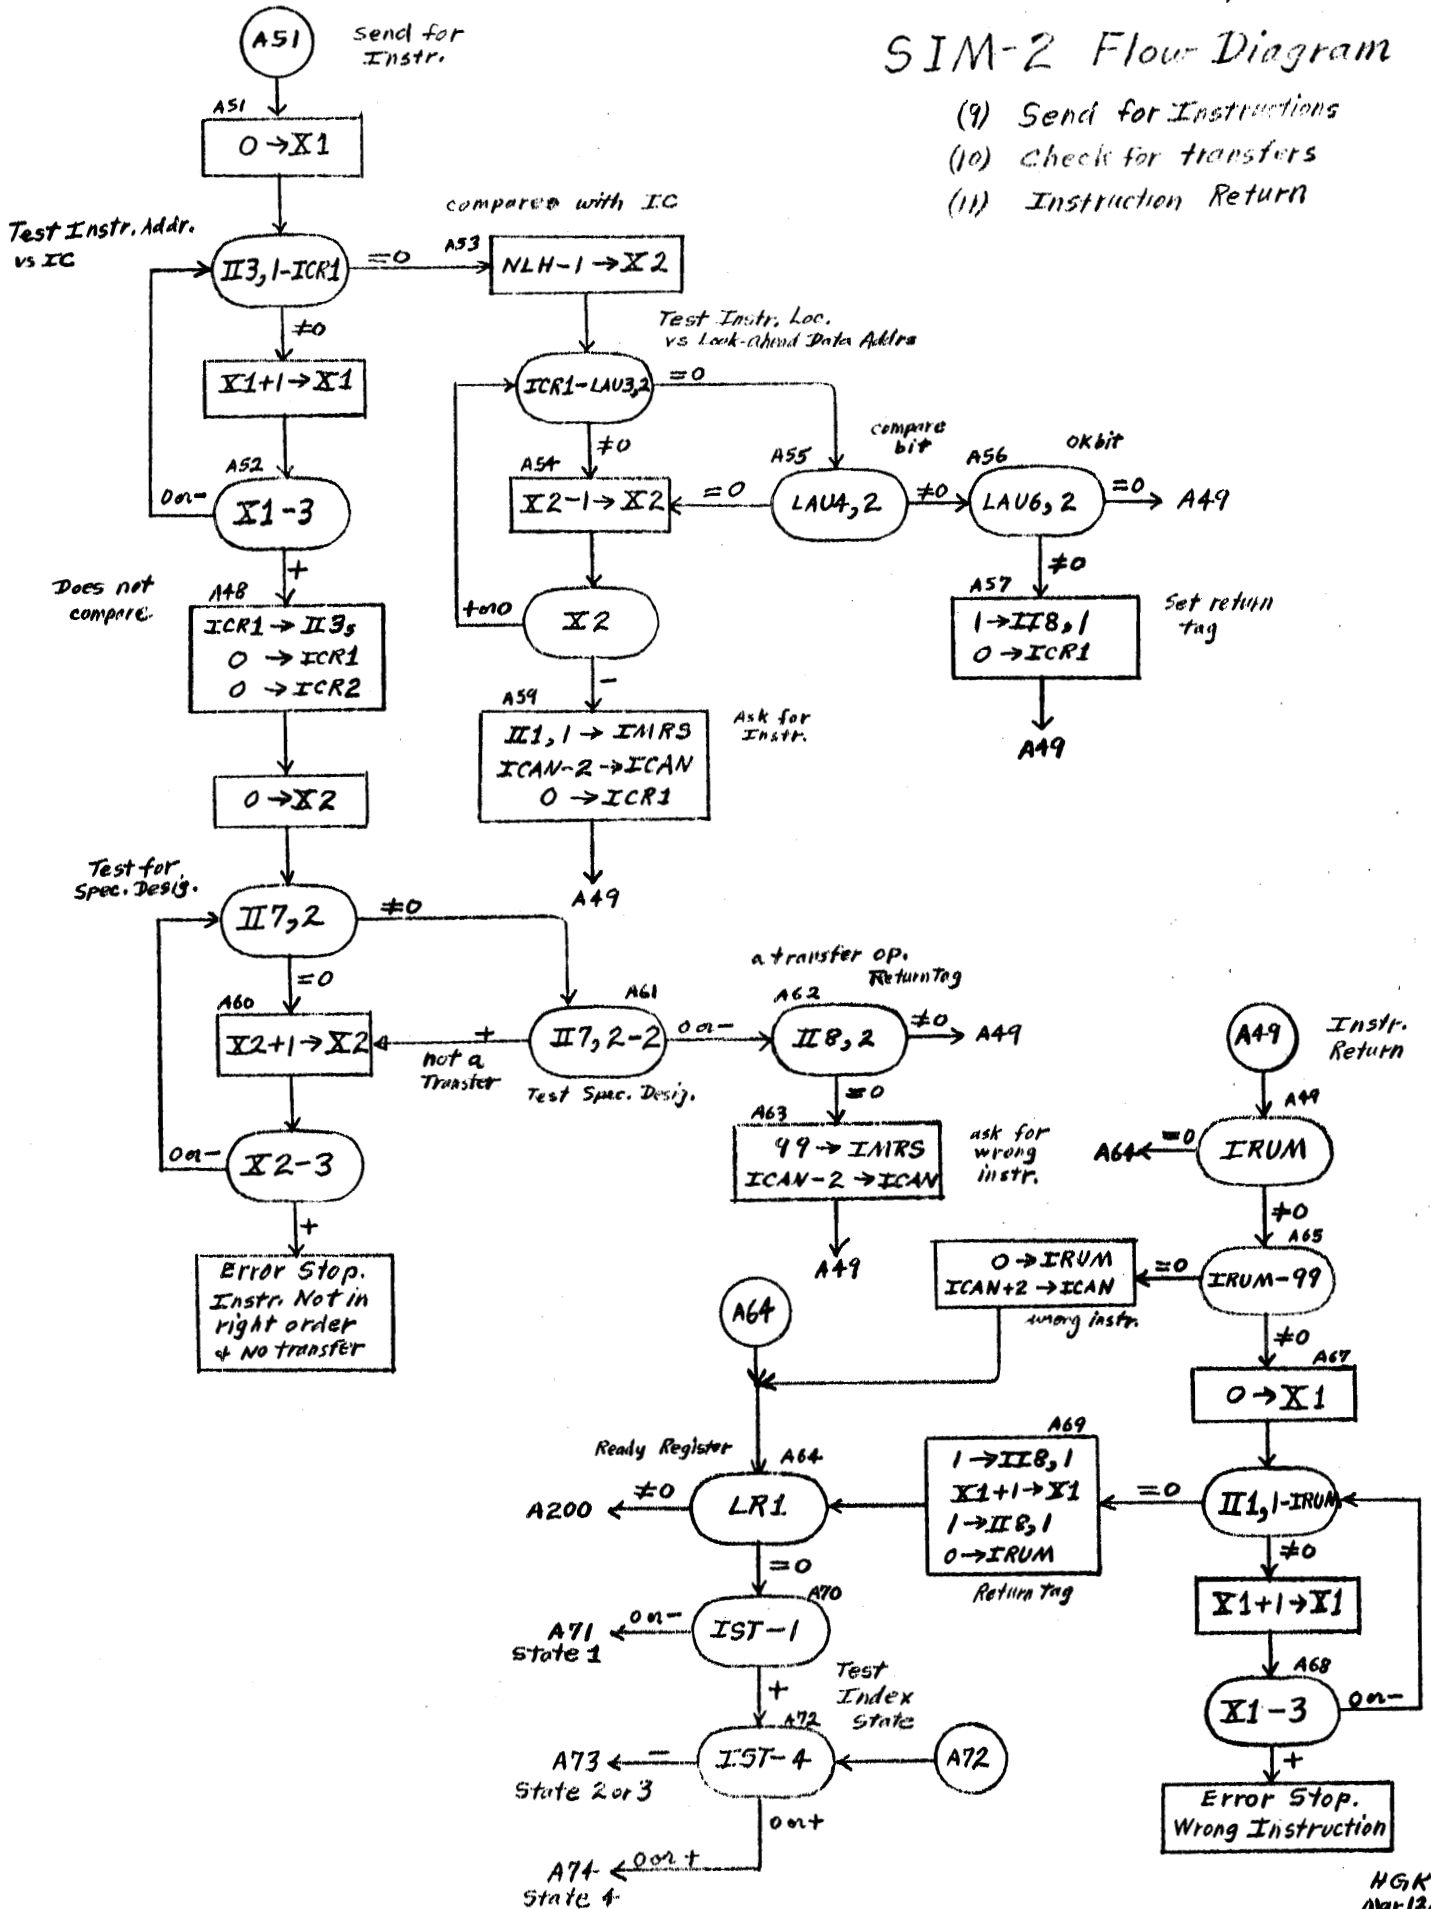 SIM-2 Flow Diagram
(9) Send for Instructions
(10) Check for transfers
(11) Instruction Return
A51
Send for
Instr.
A51
0→X1
Test Instr. Addr.
vs IC
II3,1-ICR1
=0
≠0
X1+1→X1
A52
X1-3
0 or -
+
Does not
compare
A48
ICR1→II3,
0→ICR1
0→ICR2
0→X2
Test for
Spec. Desig.
II7,2
≠0
=0
A60
X2+1→X2
X2-3
0 or -
+
Error Stop.
Instr. Not in
right order
+ No transfer
compares with IC
A53
NLH-1→X2
Test Instr. Loc.
vs Look-Ahead Data Addrs
ICR1-LAU3,2
=0
≠0
A54
X2-1→X2
=0
X2
+ or 0
-
A59
II1,1→IMRS
ICAN-2→ICAN
0→ICR1
Ask for
Instr.
A49
A55
LAU4,2
compare
bit
≠0
A56
OK bit
LAU6,2
=0
A49
≠0
A57
1→II8,1
0→ICR1
Set return
tag
A49
A61
II7,2-2
+
not a
Transfer
Test Spec. Desig.
0 or -
a transfer op.
Return Tag
A62
II8,2
≠0
A49
=0
A63
99→IMRS
ICAN-2→ICAN
ask for
wrong
instr.
A49
A49
Instr.
Return
A49
IRUM
=0
A64
≠0
A65
IRUM-99
=0
0→IRUM
ICAN+2→ICAN
wrong instr.
≠0
A67
0→X1
II1,1-IRUM
=0
≠0
X1+1→X1
A68
X1-3
0 or -
+
Error Stop.
Wrong Instruction
A69
1→II8,1
X1+1→X1
1→II8,1
0→IRUM
Return Tag
A64
Ready Register
A64
LR1
≠0
A200
=0
A70
IST-1
0 or -
A71
State 1
+
Test
Index
State
A72
IST-4
A72
-
A73
State 2 or 3
0 or +
0 or +
A74
State 4
HGK